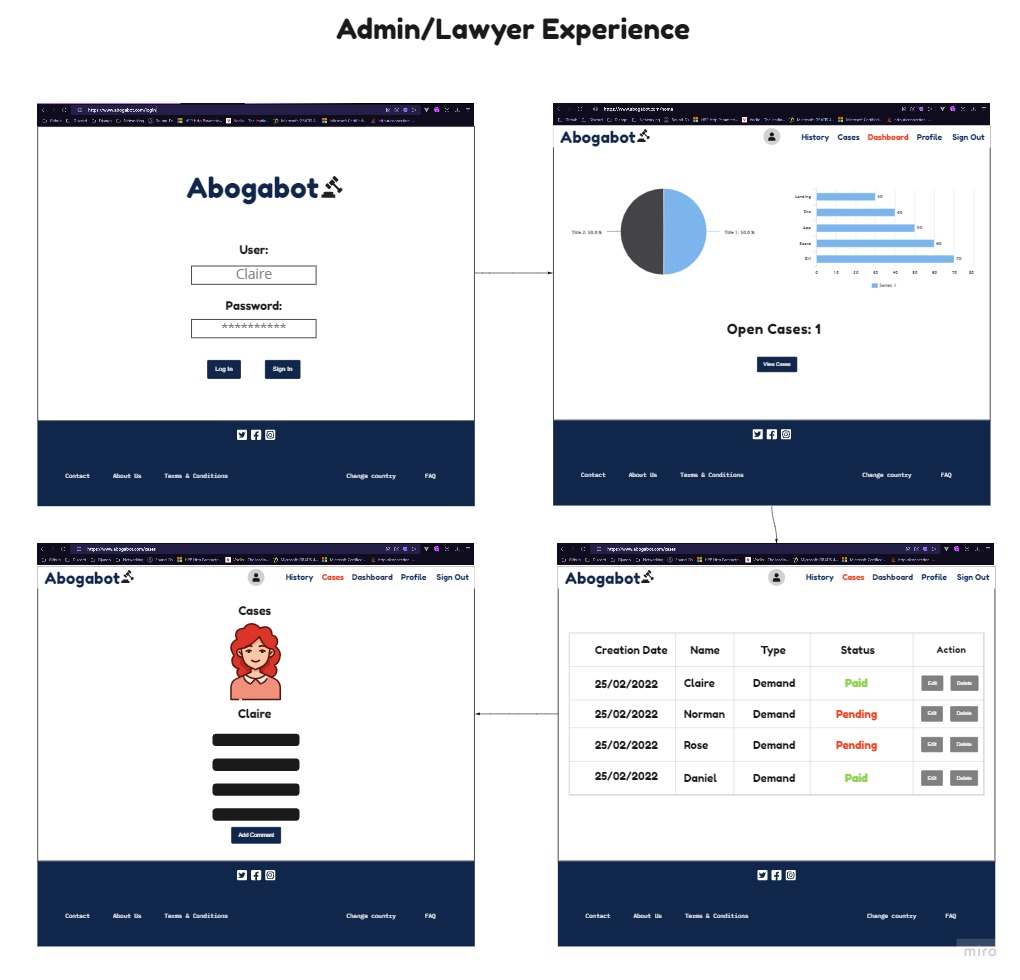 Admin/Lawyer Experience
https://www.abogabot.com/login
Abogabot
User:
Claire
Password:
**********
Log In Sign In
Contact About Us Terms & Conditions Change country FAQ
https://www.abogabot.com/home
Abogabot History Cases Dashboard Profile Sign Out
Title 2: 50.0 % Title 1: 50.0 %
Landing
Site
App
Board
Bill
0 10 20 30 40 50 60 70 80
Series 1
Open Cases: 1
View Cases
Contact About Us Terms & Conditions Change country FAQ
https://www.abogabot.com/cases
Abogabot History Cases Dashboard Profile Sign Out
Cases
Claire
Add Comment
Contact About Us Terms & Conditions Change country FAQ
https://www.abogabot.com/cases
Abogabot History Cases Dashboard Profile Sign Out
Creation Date Name Type Status Action
25/02/2022 Claire Demand Paid Edit Delete
25/02/2022 Norman Demand Pending Edit Delete
25/02/2022 Rose Demand Pending Edit Delete
25/02/2022 Daniel Demand Paid Edit Delete
Contact About Us Terms & Conditions Change country FAQ
miro